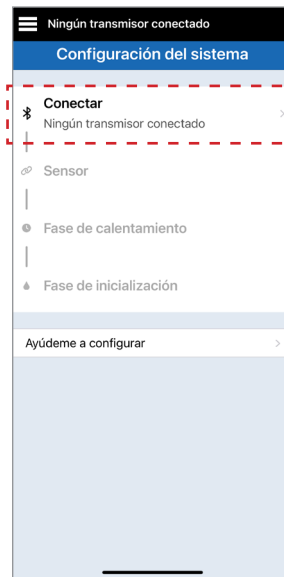 Ningún transmisor conectado
Configuración del sistema
Conectar
Ningún transmisor conectado
Sensor
Fase de calentamiento
Fase de inicialización
Ayúdeme a configurar